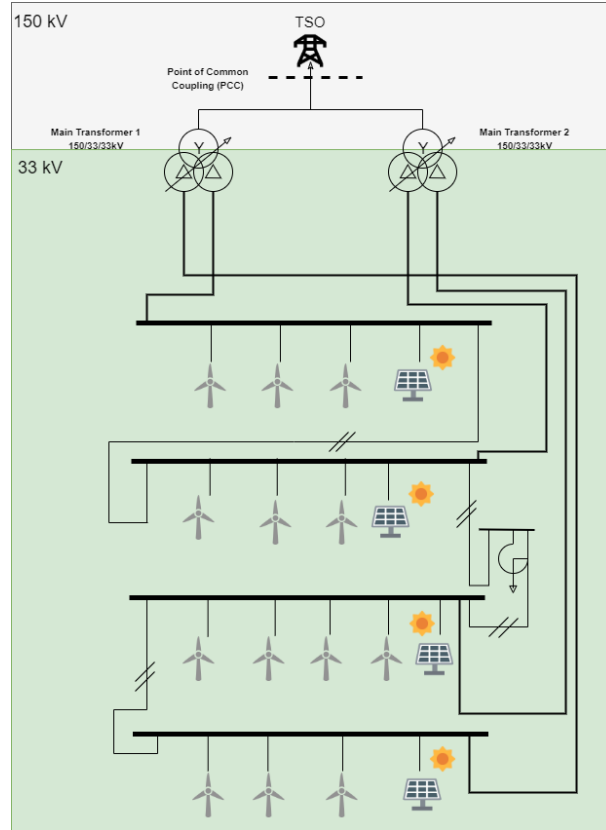 150 kV
TSO
Point of Common
Coupling (PCC)
Main Transformer 1
150/33/33kV
Main Transformer 2
150/33/33kV
Y
Y
33 kV